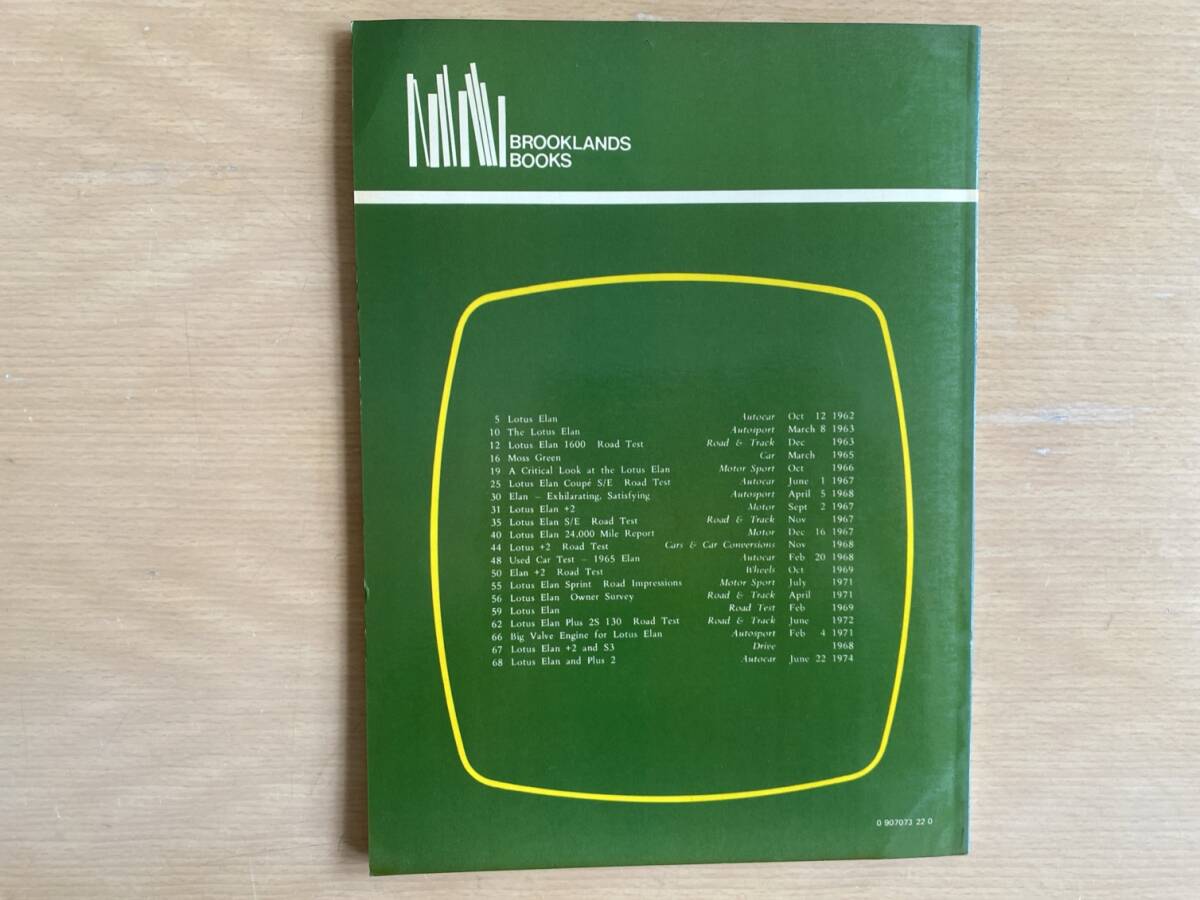 BROOKLANDS
BOOKS
5 Lotus Elan Autocar Oct 12 1962
10 The Lotus Elan Autosport March 8 1963
12 Lotus Elan 1600 Road Test Road & Track Dec 1963
16 Moss Green Car March 1965
19 A Critical Look at the Lotus Elan Motor Sport Oct 1966
25 Lotus Elan Coupé S/E Road Test Autocar June 1 1967
30 Elan – Exhilarating, Satisfying Autosport April 5 1968
31 Lotus Elan +2 Motor Sept 2 1967
35 Lotus Elan S/E Road Test Road & Track Nov 1967
40 Lotus Elan 24,000 Mile Report Motor Dec 16 1967
44 Lotus +2 Road Test Cars & Car Conversions Nov 1968
48 Used Car Test – 1965 Elan Autocar Feb 20 1968
50 Elan +2 Road Test Wheels Oct 1969
55 Lotus Elan Sprint Road Impressions Motor Sport July 1971
56 Lotus Elan Owner Survey Road & Track April 1971
59 Lotus Elan Road Test Feb 1969
62 Lotus Elan Plus 2S 130 Road Test Road & Track June 1972
66 Big Valve Engine for Lotus Elan Autosport Feb 4 1971
67 Lotus Elan +2 and S3 Drive 1968
68 Lotus Elan and Plus 2 Autocar June 22 1974
0 907073 22 0